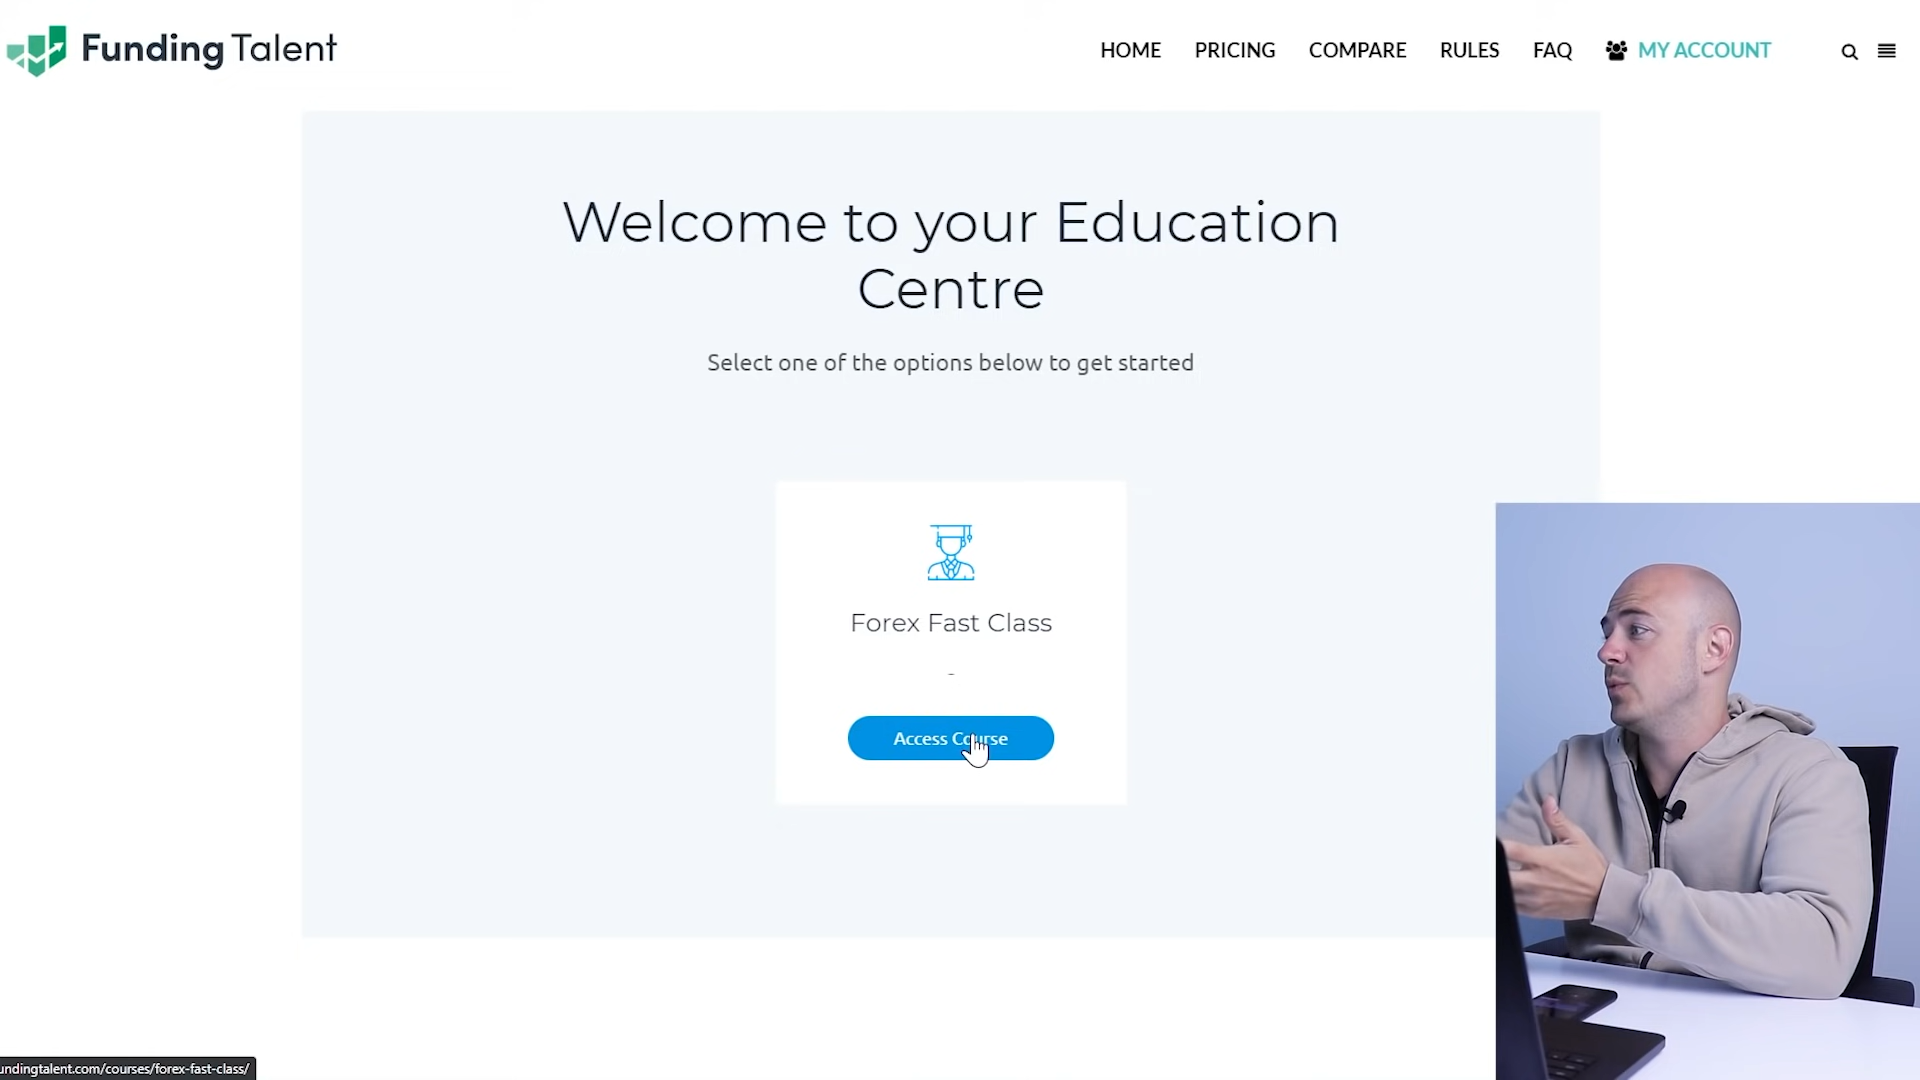 Funding Talent
HOME PRICING COMPARE RULES FAQ MY ACCOUNT
Welcome to your Education
Centre
Select one of the options below to get started
Forex Fast Class
-
Access Course
undingtalent.com/courses/forex-fast-class/